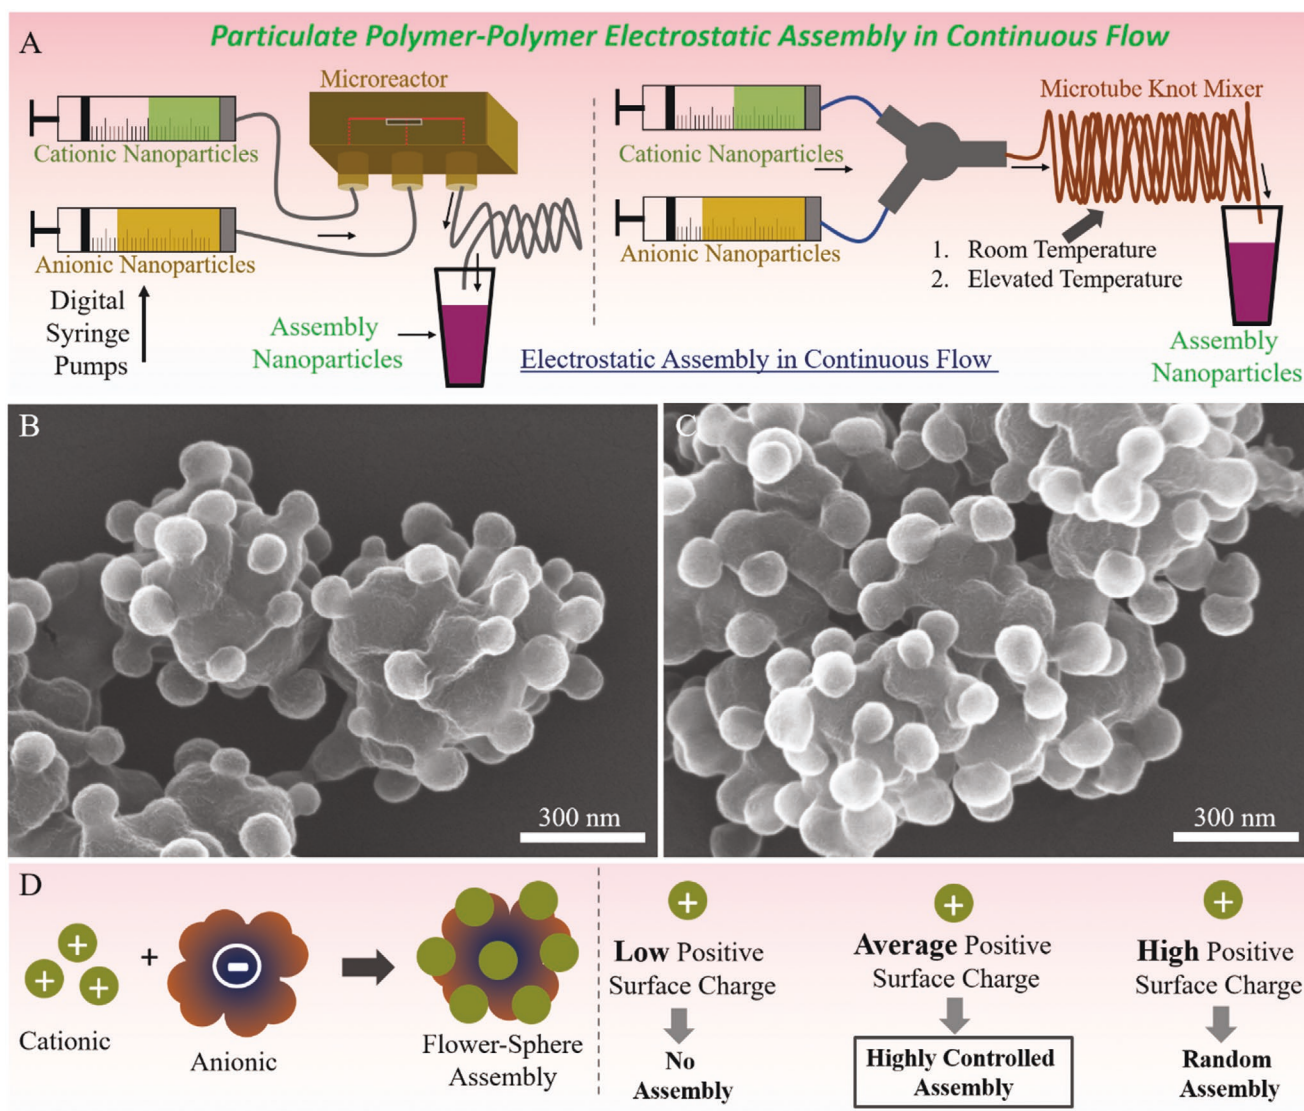 A
Particulate Polymer-Polymer Electrostatic Assembly in Continuous Flow
Microreactor
Cationic Nanoparticles
Anionic Nanoparticles
Digital
Syringe
Pumps
Assembly
Nanoparticles
Microtube Knot Mixer
Cationic Nanoparticles
Anionic Nanoparticles
1. Room Temperature
2. Elevated Temperature
Assembly
Nanoparticles
Electrostatic Assembly in Continuous Flow
B
300 nm
C
300 nm
D
+
+
+
+
-
Cationic
Anionic
Flower-Sphere
Assembly
+
Low Positive
Surface Charge
No
Assembly
+
Average Positive
Surface Charge
Highly Controlled
Assembly
+
High Positive
Surface Charge
Random
Assembly